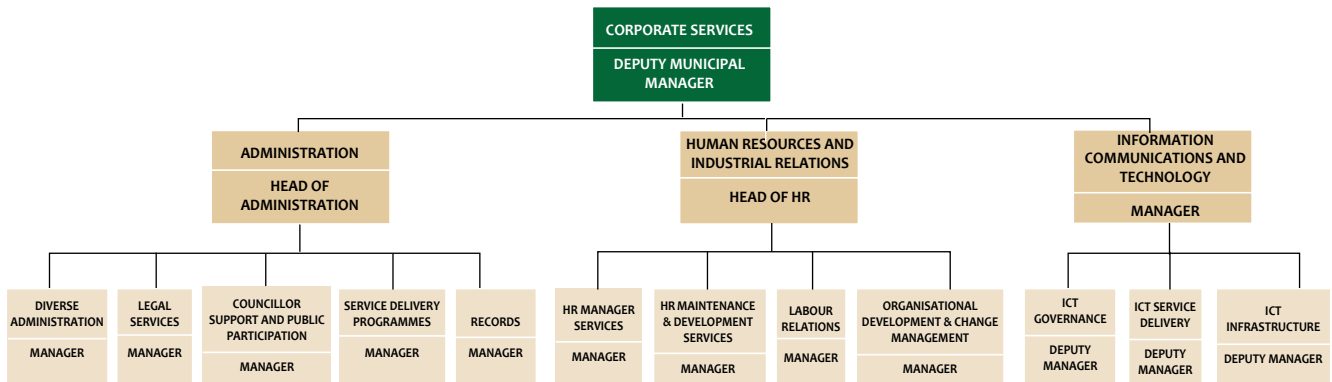 CORPORATE SERVICES
DEPUTY MUNICIPAL
MANAGER
ADMINISTRATION
HEAD OF
ADMINISTRATION
HUMAN RESOURCES AND
INDUSTRIAL RELATIONS
HEAD OF HR
INFORMATION
COMMUNICATIONS AND
TECHNOLOGY
MANAGER
DIVERSE
ADMINISTRATION
MANAGER
LEGAL
SERVICES
MANAGER
COUNCILLOR
SUPPORT AND PUBLIC
PARTICIPATION
MANAGER
SERVICE DELIVERY
PROGRAMMES
MANAGER
RECORDS
MANAGER
HR MANAGER
SERVICES
MANAGER
HR MAINTENANCE
& DEVELOPMENT
SERVICES
MANAGER
LABOUR
RELATIONS
MANAGER
ORGANISATIONAL
DEVELOPMENT & CHANGE
MANAGEMENT
MANAGER
ICT
GOVERNANCE
DEPUTY
MANAGER
ICT SERVICE
DELIVERY
DEPUTY
MANAGER
ICT
INFRASTRUCTURE
DEPUTY MANAGER